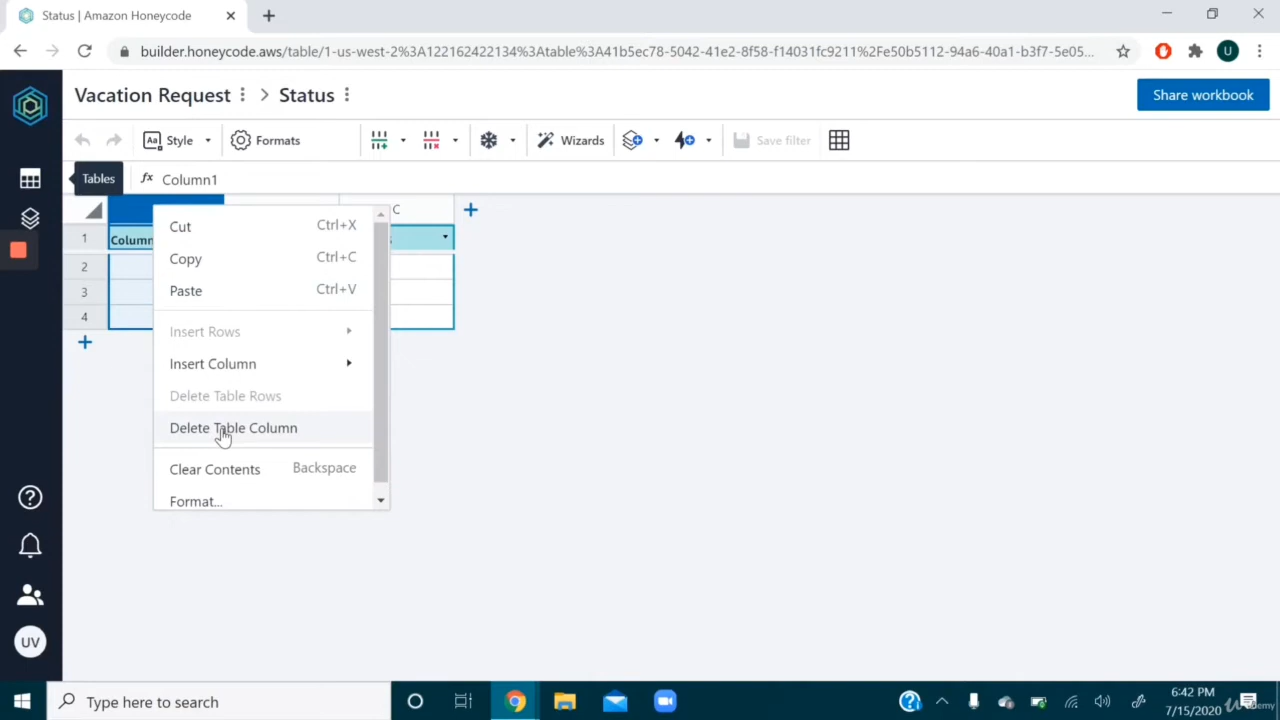 Status | Amazon Honeycode
builder.honeycode.aws/table/1-us-west-2%3A122162422134%3Atable%3A41b5ec78-5042-41e2-8f58-f14031fc9211%2Fe50b5112-94a6-40a1-b3f7-5e05...
U
Vacation Request > Status
Share workbook
Aa Style
Formats
Wizards
Save filter
Tables
fx Column1
C
1 Column
2
3
4
Cut Ctrl+X
Copy Ctrl+C
Paste Ctrl+V
Insert Rows
Insert Column
Delete Table Rows
Delete Table Column
Clear Contents Backspace
Format...
UV
Type here to search
6:42 PM
7/15/2020
Udemy